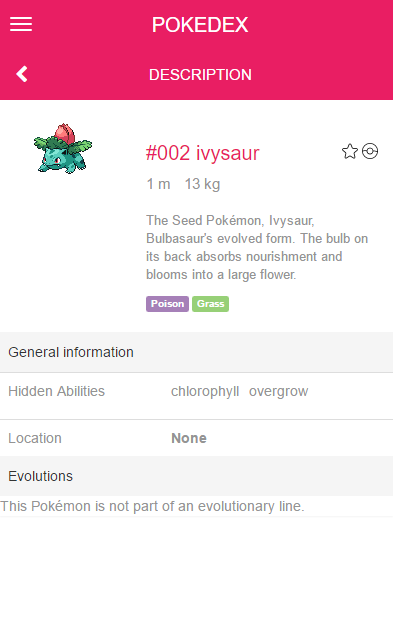 POKEDEX
DESCRIPTION
#002 ivysaur
1 m 13 kg
The Seed Pokémon, Ivysaur,
Bulbasaur's evolved form. The bulb on
its back absorbs nourishment and
blooms into a large flower.
Poison Grass
General information
Hidden Abilities chlorophyll overgrow
Location None
Evolutions
This Pokémon is not part of an evolutionary line.